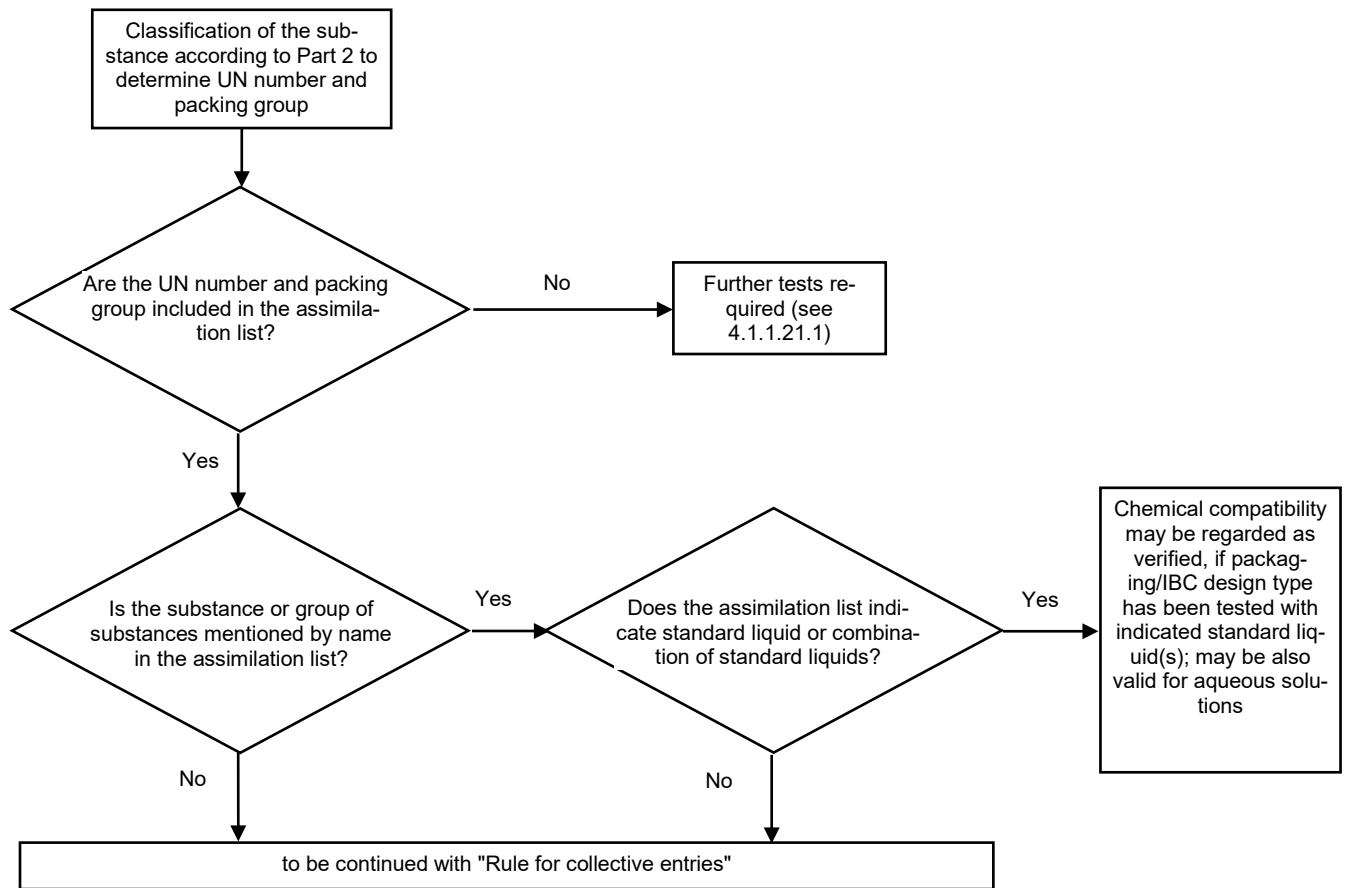 Classification of the sub-
stance according to Part 2 to
determine UN number and
packing group
Are the UN number and packing
group included in the assimila-
tion list?
No
Further tests re-
quired (see
4.1.1.21.1)
Yes
Is the substance or group of
substances mentioned by name
in the assimilation list?
Yes
Does the assimilation list indi-
cate standard liquid or combina-
tion of standard liquids?
Yes
Chemical compatibility
may be regarded as
verified, if packag-
ing/IBC design type
has been tested with
indicated standard liq-
uid(s); may be also
valid for aqueous solu-
tions
No
No
to be continued with "Rule for collective entries"